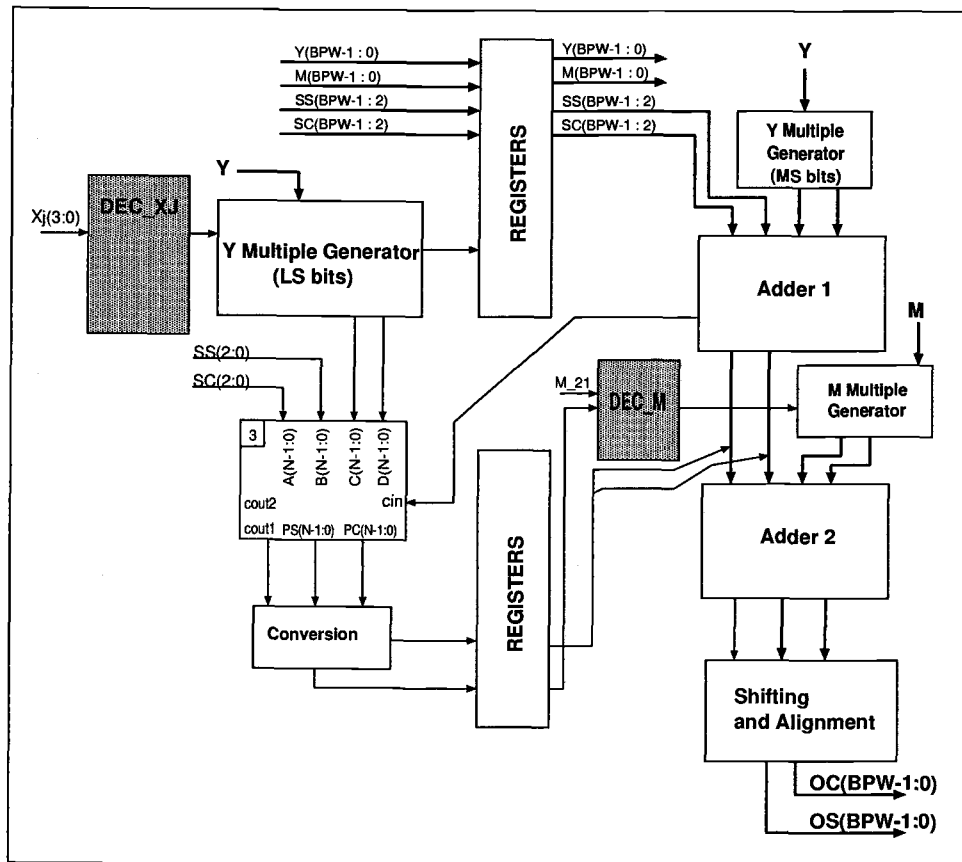 Y(BPW-1 : 0)
M(BPW-1 : 0)
SS(BPW-1 : 2)
SC(BPW-1 : 2)
REGISTERS
Y(BPW-1 : 0)
M(BPW-1 : 0)
SS(BPW-1 : 2)
SC(BPW-1 : 2)
Y
Y Multiple
Generator
(MS bits)
Xj(3:0)
DEC_XJ
Y
Y Multiple Generator
(LS bits)
Adder 1
M
SS(2:0)
SC(2:0)
M_21
DEC_M
M Multiple
Generator
3
A(N-1:0)
B(N-1:0)
C(N-1:0)
D(N-1:0)
cout2
cin
cout1
PS(N-1:0)
PC(N-1:0)
REGISTERS
Adder 2
Conversion
Shifting
and Alignment
OC(BPW-1:0)
OS(BPW-1:0)